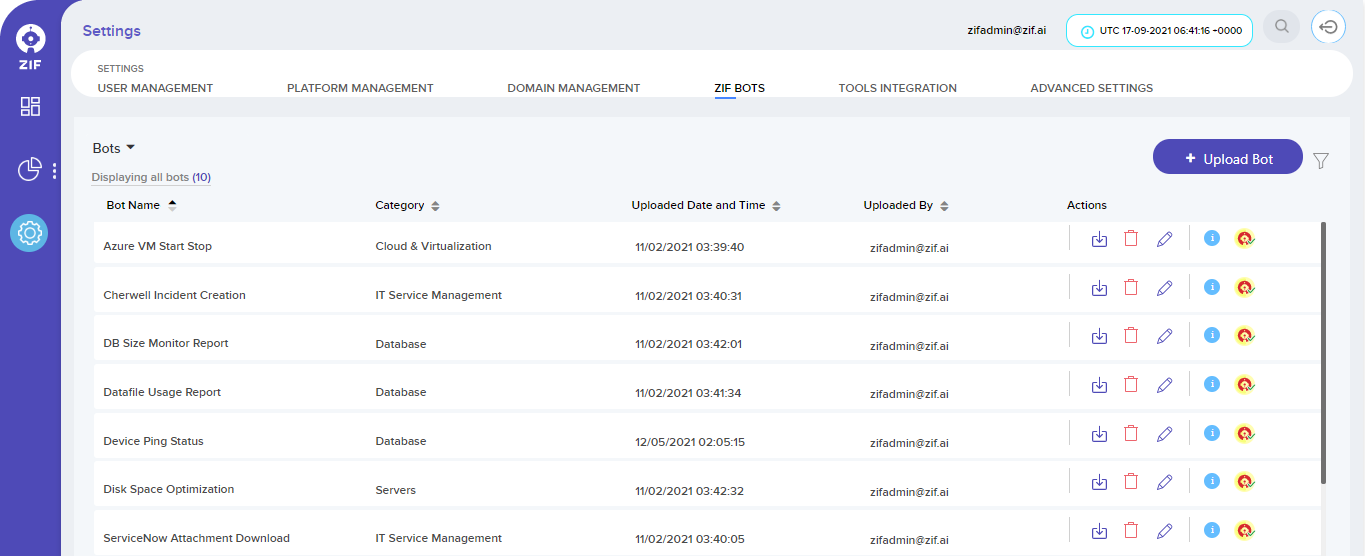 Settings
zifadmin@zif.ai
UTC 17-09-2021 06:41:16 +0000
ZIF
SETTINGS
USER MANAGEMENT PLATFORM MANAGEMENT DOMAIN MANAGEMENT ZIF BOTS TOOLS INTEGRATION ADVANCED SETTINGS
Bots
+ Upload Bot
Displaying all bots (10)
Bot Name Category Uploaded Date and Time Uploaded By Actions
Azure VM Start Stop Cloud & Virtualization 11/02/2021 03:39:40 zifadmin@zif.ai i
Cherwell Incident Creation IT Service Management 11/02/2021 03:40:31 zifadmin@zif.ai i
DB Size Monitor Report Database 11/02/2021 03:42:01 zifadmin@zif.ai i
Datafile Usage Report Database 11/02/2021 03:41:34 zifadmin@zif.ai i
Device Ping Status Database 12/05/2021 02:05:15 zifadmin@zif.ai i
Disk Space Optimization Servers 11/02/2021 03:42:32 zifadmin@zif.ai i
ServiceNow Attachment Download IT Service Management 11/02/2021 03:40:05 zifadmin@zif.ai i